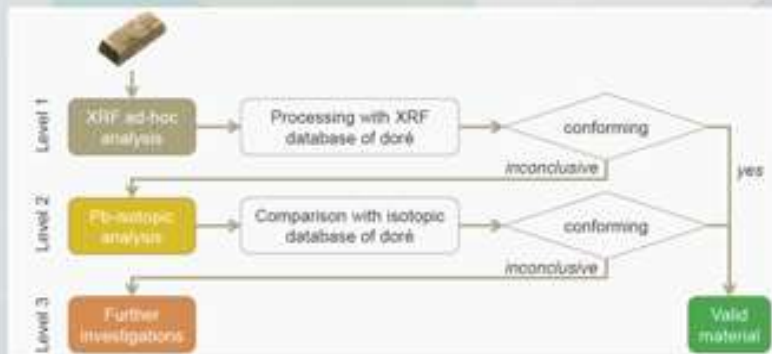 Level 1
XRF ad-hoc
analysis
Processing with XRF
database of doré
conforming
yes
inconclusive
Level 2
Pb-isotopic
analysis
Comparison with isotopic
database of doré
conforming
inconclusive
Level 3
Further
investigations
Valid
material